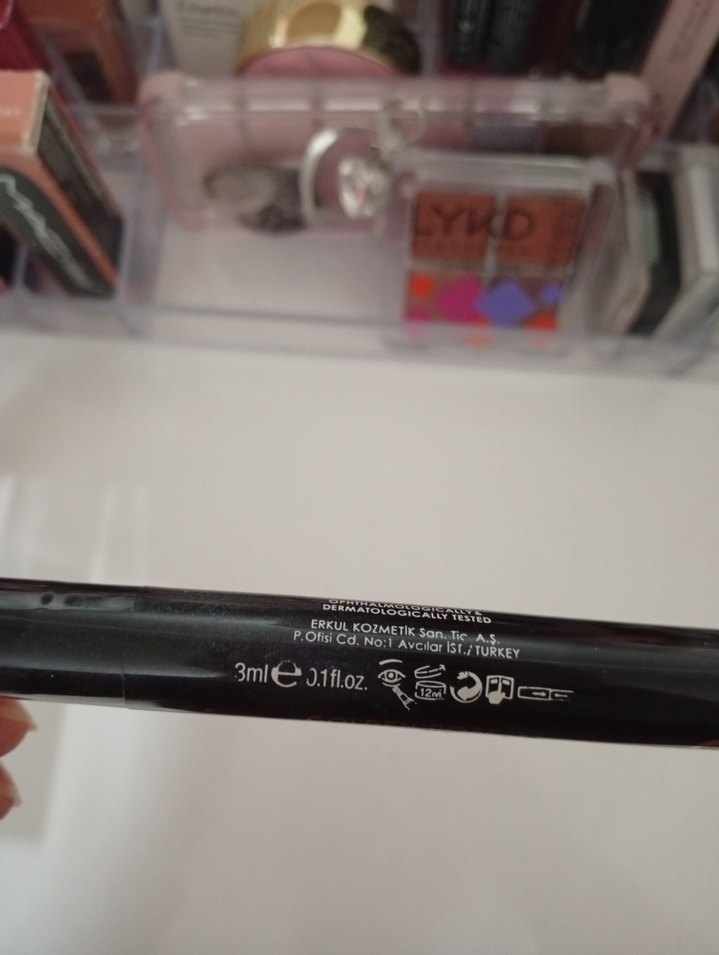 LYKD
OPHTHALMOLOGICALLY&
DERMATOLOGICALLY TESTED
ERKUL KOZMETİK San. Tic A.Ş.
P.Ofisi Cd. No:1 Avcılar İST./TURKEY
3ml e 0.1fl.oz. 12M